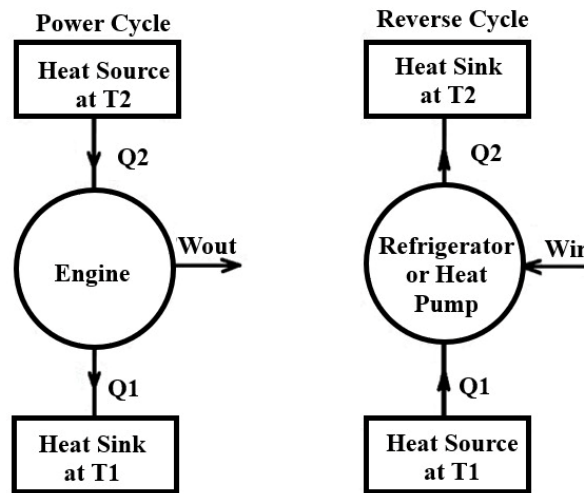 Power Cycle
Heat Source
at T2
Q2
Engine
Wout
Q1
Heat Sink
at T1
Reverse Cycle
Heat Sink
at T2
Q2
Refrigerator
or Heat
Pump
Win
Q1
Heat Source
at T1